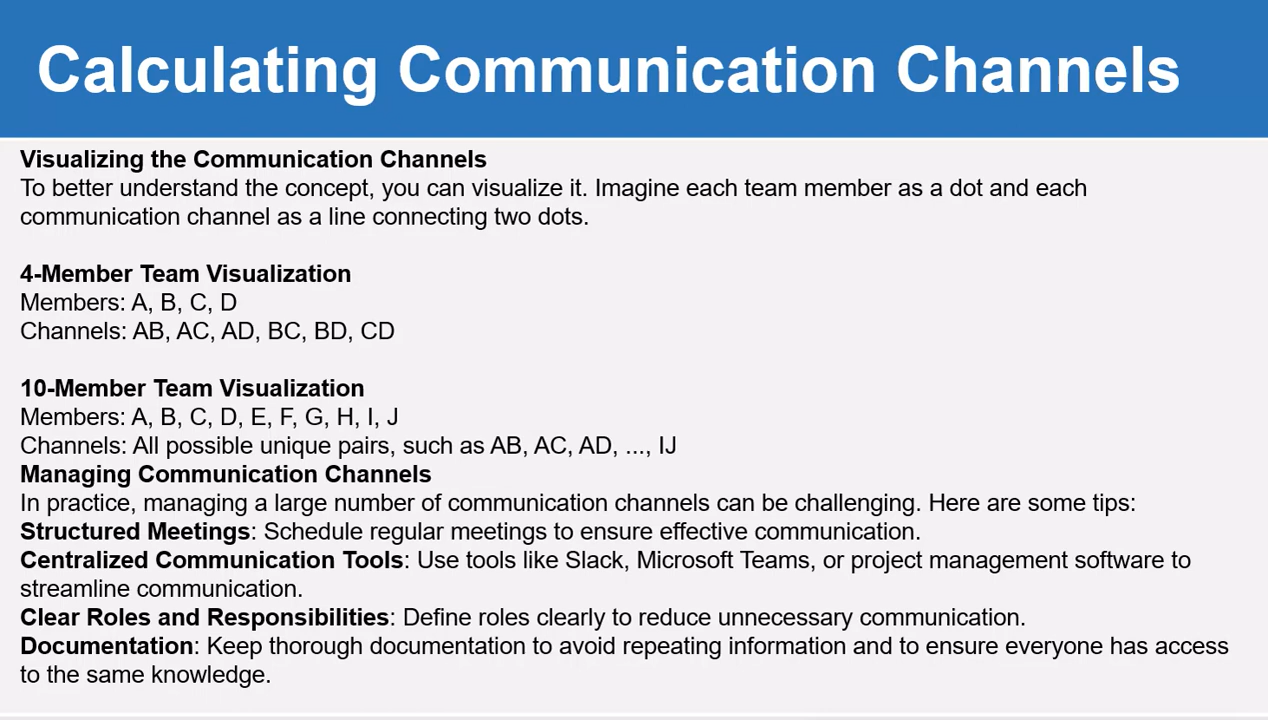 Calculating Communication Channels
Visualizing the Communication Channels
To better understand the concept, you can visualize it. Imagine each team member as a dot and each
communication channel as a line connecting two dots.
4-Member Team Visualization
Members: A, B, C, D
Channels: AB, AC, AD, BC, BD, CD
10-Member Team Visualization
Members: A, B, C, D, E, F, G, H, I, J
Channels: All possible unique pairs, such as AB, AC, AD, ..., IJ
Managing Communication Channels
In practice, managing a large number of communication channels can be challenging. Here are some tips:
Structured Meetings: Schedule regular meetings to ensure effective communication.
Centralized Communication Tools: Use tools like Slack, Microsoft Teams, or project management software to
streamline communication.
Clear Roles and Responsibilities: Define roles clearly to reduce unnecessary communication.
Documentation: Keep thorough documentation to avoid repeating information and to ensure everyone has access
to the same knowledge.